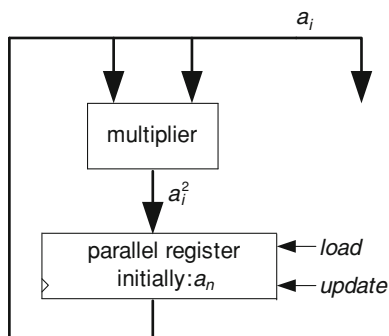 a_i
multiplier
a_i^2
parallel register
initially: a_n
load
update